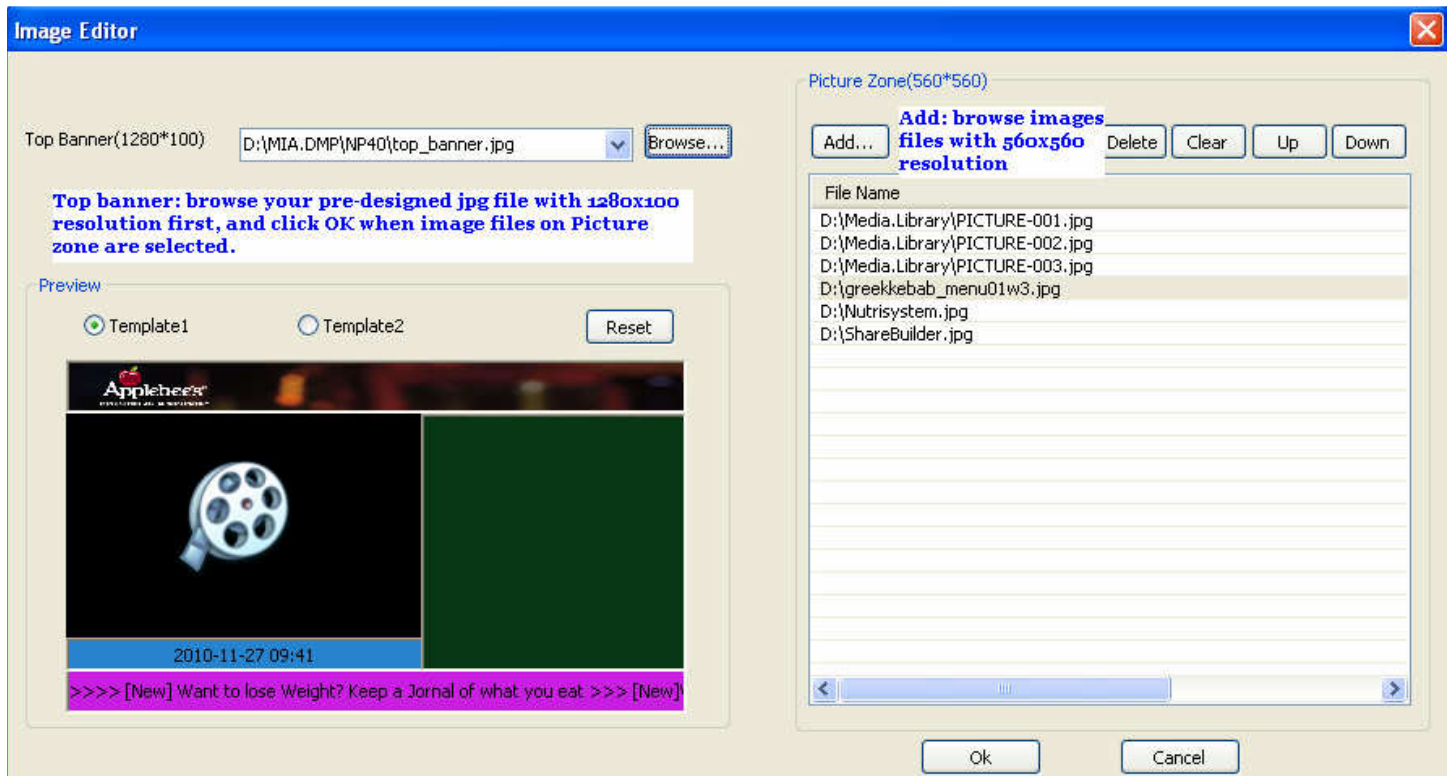 Image Editor
Picture Zone(560*560)
Top Banner(1280*100)
D:\MIA.DMP\NP40\top_banner.jpg
Browse...
Add...
Add: browse images
files with 560x560
resolution
Delete
Clear
Up
Down
Top banner: browse your pre-designed jpg file with 1280x100
resolution first, and click OK when image files on Picture
zone are selected.
File Name
D:\Media.Library\PICTURE-001.jpg
D:\Media.Library\PICTURE-002.jpg
D:\Media.Library\PICTURE-003.jpg
D:\greekkebab_menu01w3.jpg
D:\Nutrisystem.jpg
D:\ShareBuilder.jpg
Preview
Template1
Template2
Reset
Applebee's
2010-11-27 09:41
>>>> [New] Want to lose Weight? Keep a Jornal of what you eat >>> [New]
Ok
Cancel